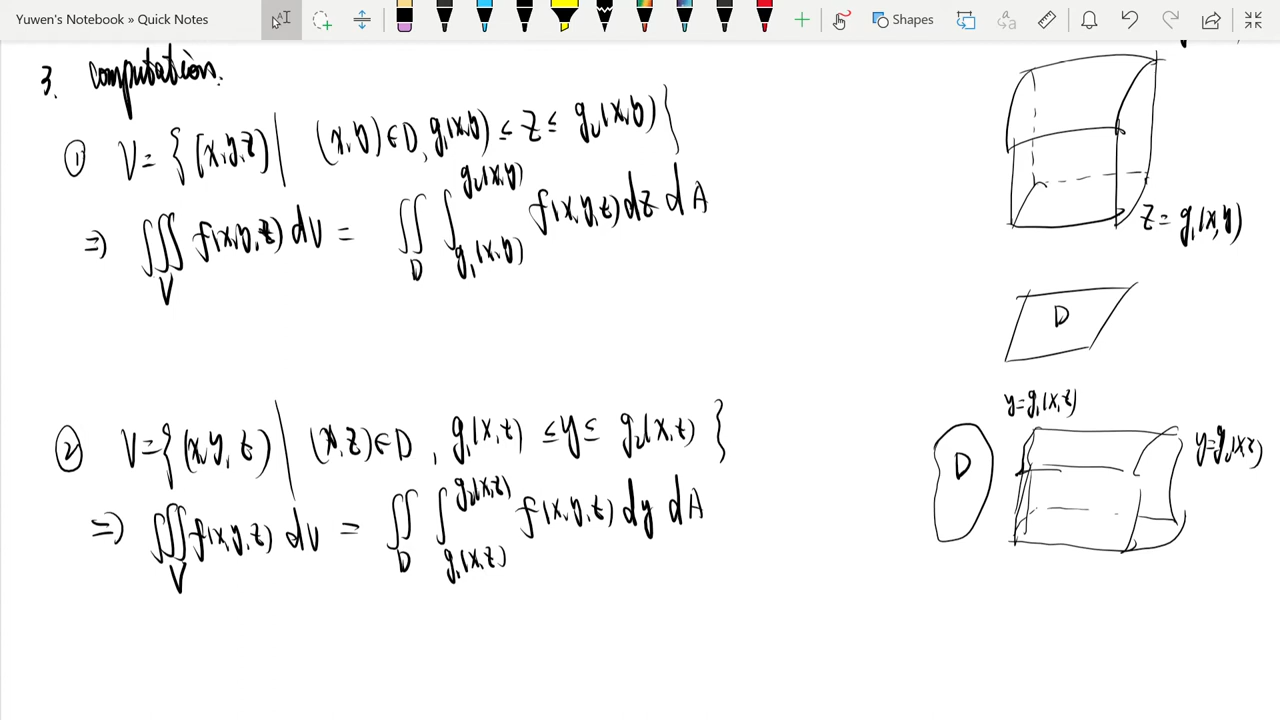 Yuwen's Notebook » Quick Notes
Shapes
3. computation.
① V = { (x,y,z) | (x,y)∈D, g₁(x,y) ≤ z ≤ g₂(x,y) }
⇒ ∭_V f(x,y,z) dV = ∬_D ∫_{g₁(x,y)}^{g₂(x,y)} f(x,y,z) dz dA
z = g₁(x,y)
D
② V = { (x,y,z) | (x,z)∈D, g₁(x,z) ≤ y ≤ g₂(x,z) }
⇒ ∭_V f(x,y,z) dV = ∬_D ∫_{g₁(x,z)}^{g₂(x,z)} f(x,y,z) dy dA
y = g₁(x,z)
D
y = g₂(x,z)